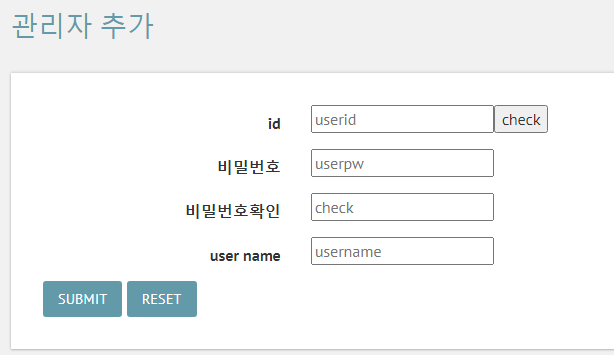 관리자 추가
id userid check
비밀번호 userpw
비밀번호확인 check
user name username
SUBMIT RESET